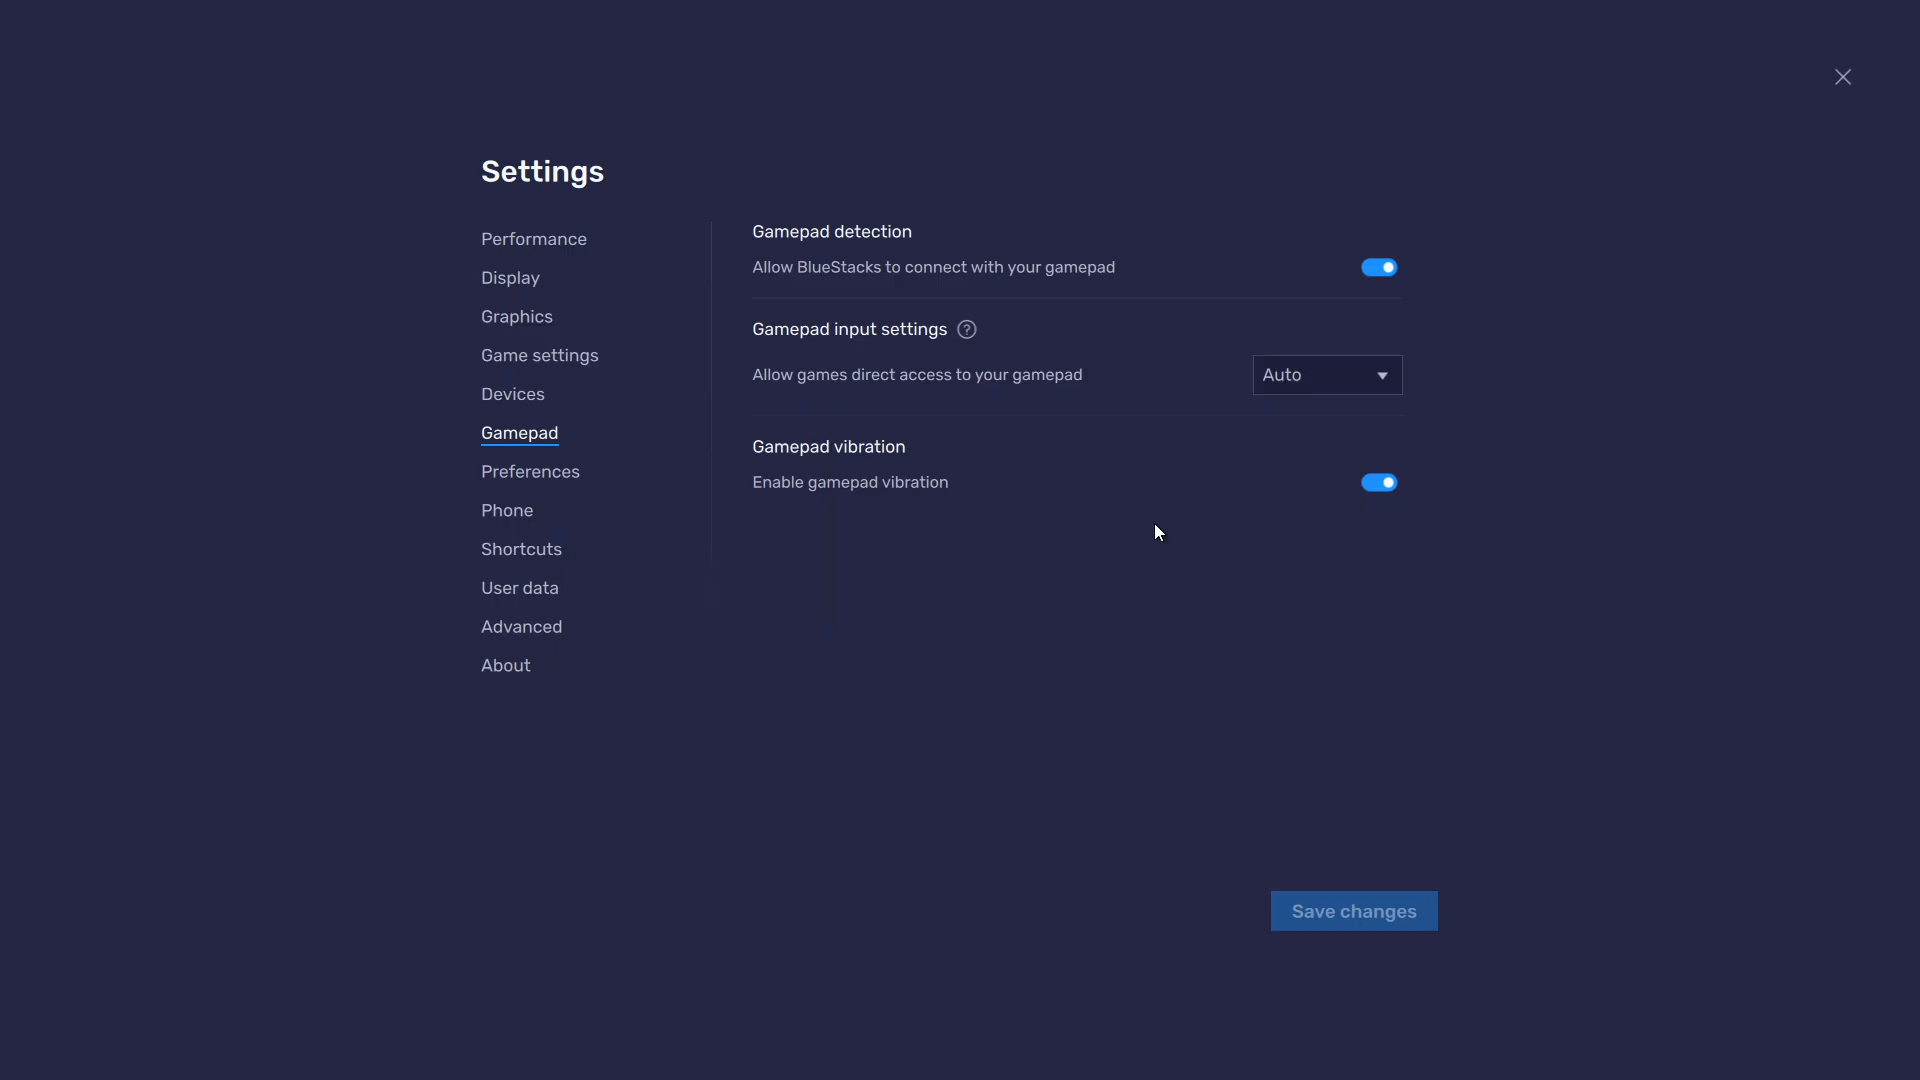 Settings
Performance
Display
Graphics
Game settings
Devices
Gamepad
Preferences
Phone
Shortcuts
User data
Advanced
About
Gamepad detection
Allow BlueStacks to connect with your gamepad
Gamepad input settings ?
Allow games direct access to your gamepad
Auto
Gamepad vibration
Enable gamepad vibration
Save changes